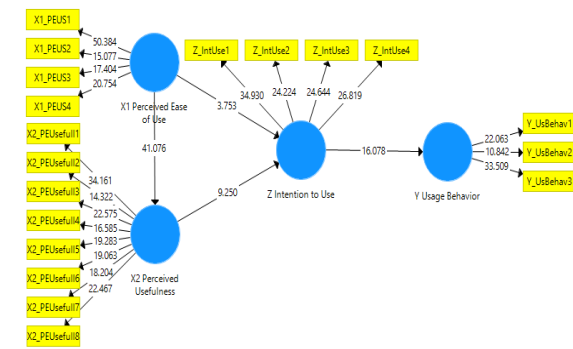 X1_PEUS1
X1_PEUS2
X1_PEUS3
X1_PEUS4
50.384
15.077
17.404
20.754
X1 Perceived Ease
of Use
Z_IntUse1
Z_IntUse2
Z_IntUse3
Z_IntUse4
34.930
24.224
24.644
26.819
3.753
41.076
9.250
Z Intention to Use
16.078
Y Usage Behavior
22.063
10.842
33.509
Y_UsBehav1
Y_UsBehav2
Y_UsBehav3
X2_PEUsefull1
X2_PEUsefull2
X2_PEUsefull3
X2_PEUsefull4
X2_PEUsefull5
X2_PEUsefull6
X2_PEUsefull7
X2_PEUsefull8
34.161
14.322
22.575
16.585
19.283
19.063
18.204
22.467
X2 Perceived
Usefulness